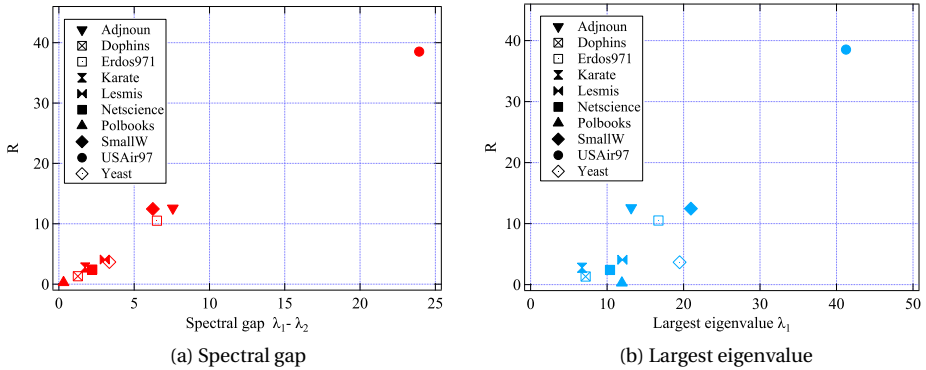 40
30
20
10
0
R
Adjnoun
Dophins
Erdos971
Karate
Lesmis
Netscience
Polbooks
SmallW
USAir97
Yeast
0 5 10 15 20 25
Spectral gap λ₁- λ₂
(a) Spectral gap
40
30
20
10
0
R
Adjnoun
Dophins
Erdos971
Karate
Lesmis
Netscience
Polbooks
SmallW
USAir97
Yeast
0 10 20 30 40 50
Largest eigenvalue λ₁
(b) Largest eigenvalue